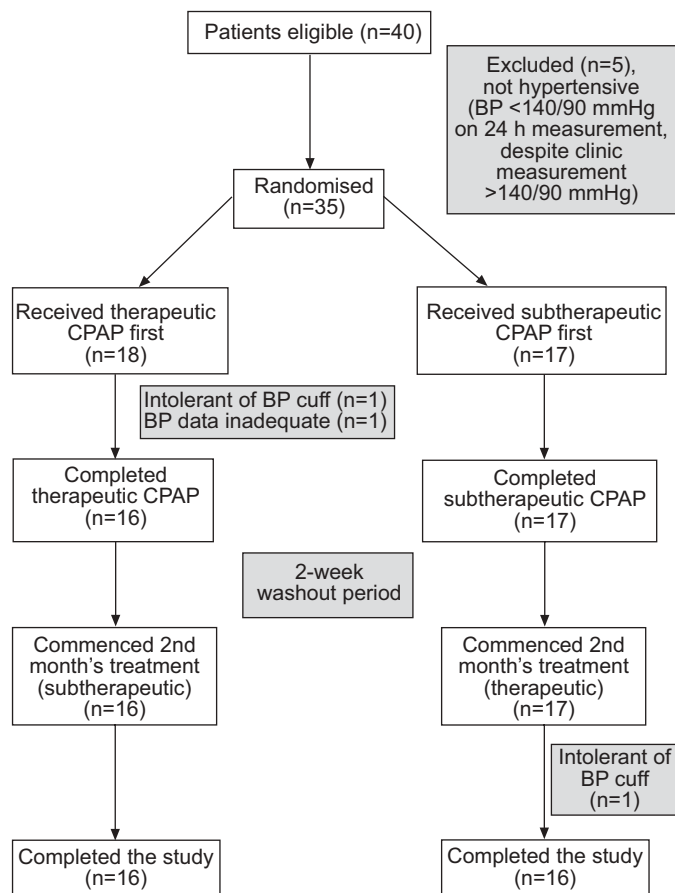 Patients eligible (n=40)
Excluded (n=5),
not hypertensive
(BP <140/90 mmHg
on 24 h measurement,
despite clinic
measurement
>140/90 mmHg)
Randomised
(n=35)
Received therapeutic
CPAP first
(n=18)
Received subtherapeutic
CPAP first
(n=17)
Intolerant of BP cuff (n=1)
BP data inadequate (n=1)
Completed
therapeutic CPAP
(n=16)
Completed
subtherapeutic CPAP
(n=17)
2-week
washout period
Commenced 2nd
month's treatment
(subtherapeutic)
(n=16)
Commenced 2nd
month's treatment
(therapeutic)
(n=17)
Intolerant of
BP cuff
(n=1)
Completed the study
(n=16)
Completed the study
(n=16)